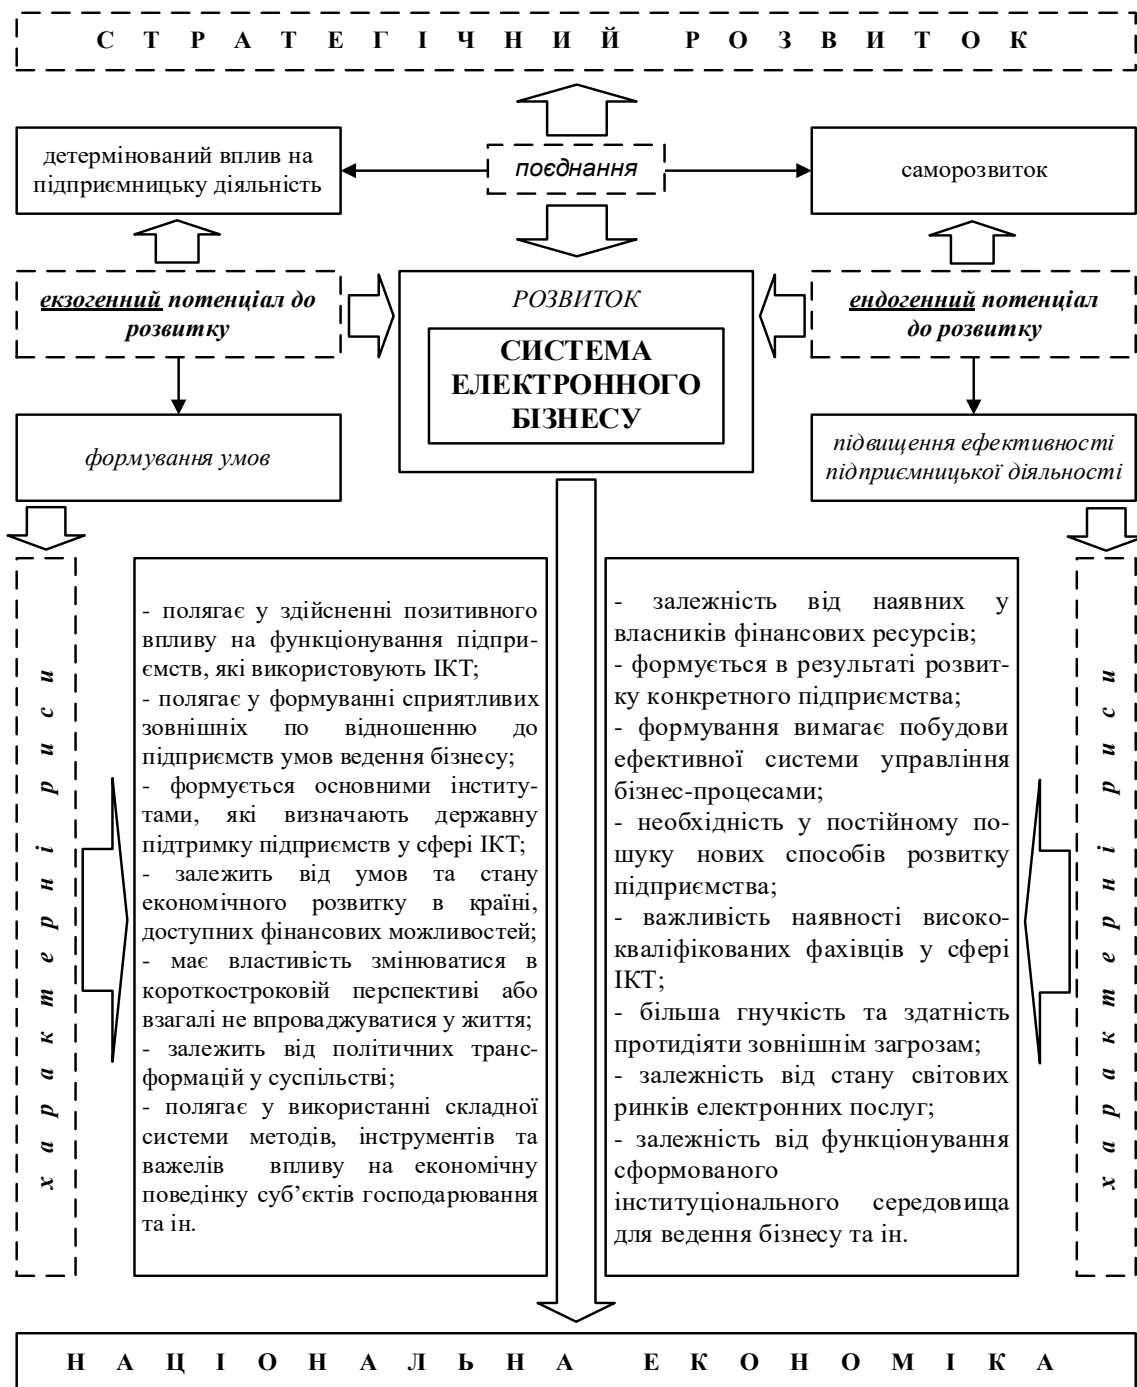 СТРАТЕГІЧНИЙ РОЗВИТОК
детермінований вплив на
підприємницьку діяльність
поєднання
саморозвиток
екзогенний потенціал до
розвитку
РОЗВИТОК
СИСТЕМА
ЕЛЕКТРОННОГО
БІЗНЕСУ
ендогенний потенціал
до розвитку
формування умов
підвищення ефективності
підприємницької діяльності
характерні риси
- полягає у здійсненні позитивного
впливу на функціонування підпри-
ємств, які використовують ІКТ;
- полягає у формуванні сприятливих
зовнішніх по відношенню до
підприємств умов ведення бізнесу;
- формується основними інститу-
тами, які визначають державну
підтримку підприємств у сфері ІКТ;
- залежить від умов та стану
економічного розвитку в країні,
доступних фінансових можливостей;
- має властивість змінюватися в
короткостроковій перспективі або
взагалі не впроваджуватися у життя;
- залежить від політичних транс-
формацій у суспільстві;
- полягає у використанні складної
системи методів, інструментів та
важелів впливу на економічну
поведінку суб’єктів господарювання
та ін.
- залежність від наявних у
власників фінансових ресурсів;
- формується в результаті розвит-
ку конкретного підприємства;
- формування вимагає побудови
ефективної системи управління
бізнес-процесами;
- необхідність у постійному по-
шуку нових способів розвитку
підприємства;
- важливість наявності високо-
кваліфікованих фахівців у сфері
ІКТ;
- більша гнучкість та здатність
протидіяти зовнішнім загрозам;
- залежність від стану світових
ринків електронних послуг;
- залежність від функціонування
сформованого
інституціонального середовища
для ведення бізнесу та ін.
характерні риси
НАЦІОНАЛЬНА ЕКОНОМІКА